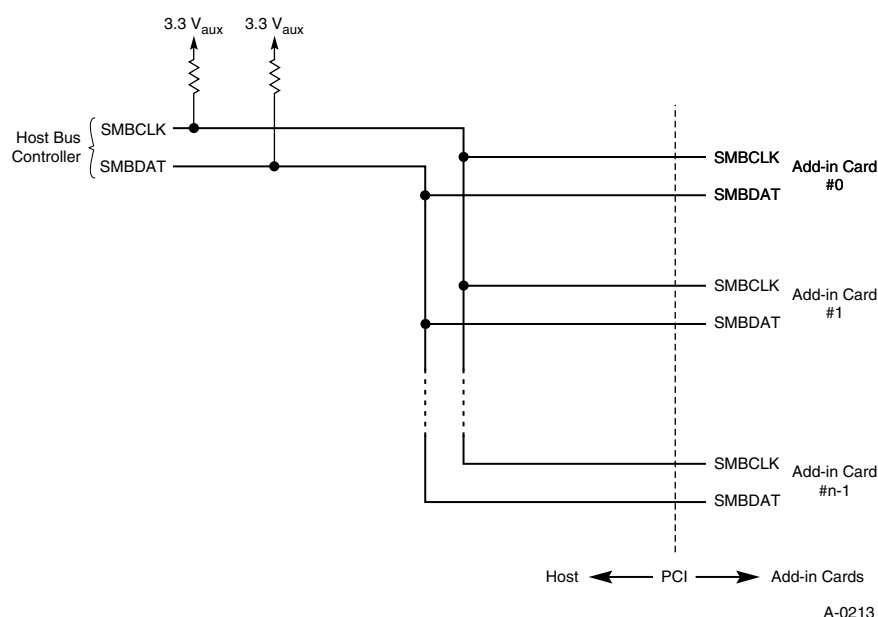 3.3 Vaux 3.3 Vaux
Host Bus
Controller
SMBCLK
SMBDAT
SMBCLK
SMBDAT
Add-in Card
#0
SMBCLK
SMBDAT
Add-in Card
#1
SMBCLK
SMBDAT
Add-in Card
#n-1
Host PCI Add-in Cards
A-0213